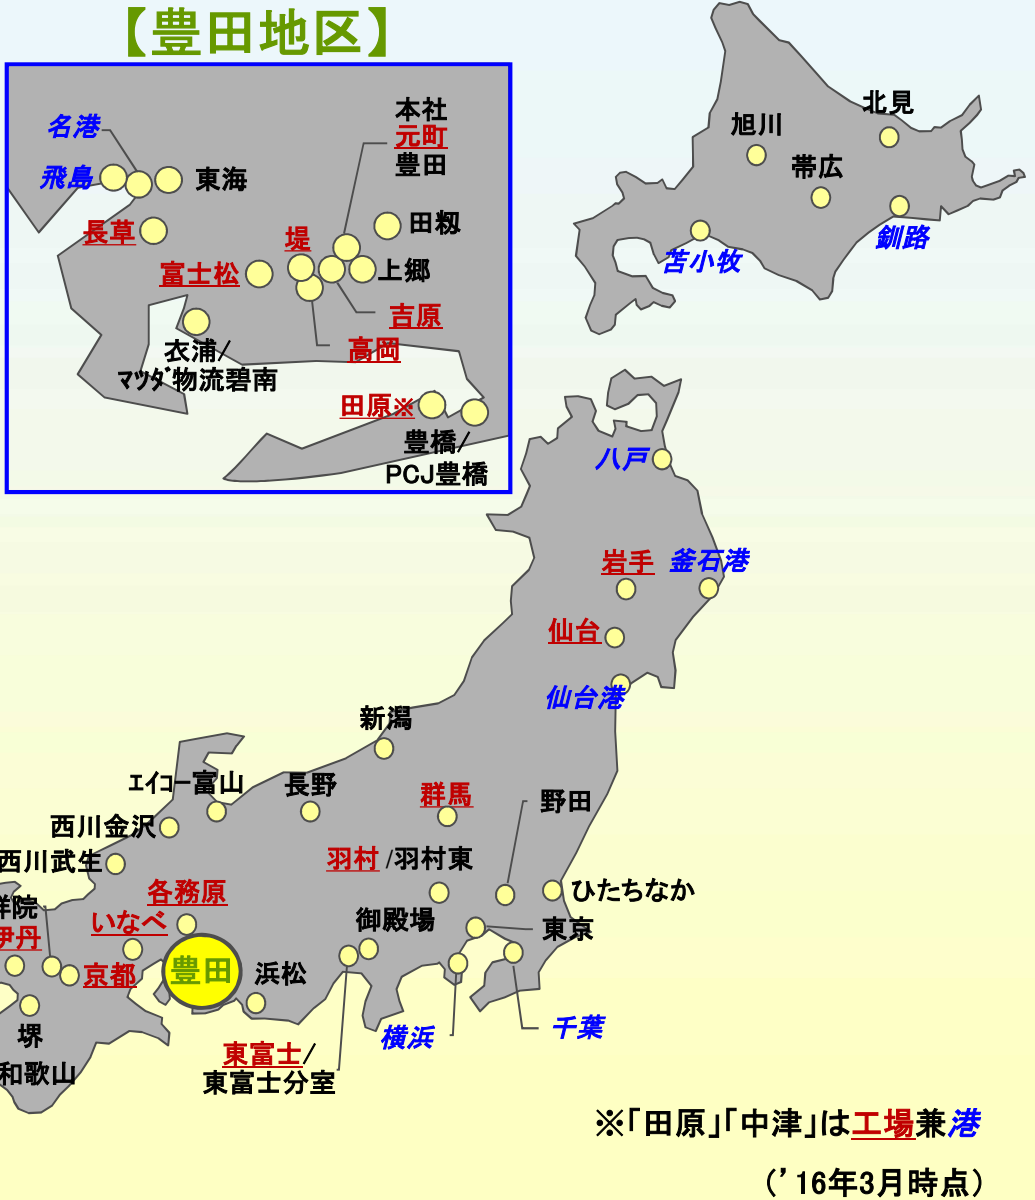 【豊田地区】
名港
飛島
東海
長草
富士松
衣浦/
ﾏﾂﾀﾞ物流碧南
本社
元町
豊田
田籾
堤
上郷
吉原
高岡
田原※
豊橋/
PCJ豊橋
旭川
北見
帯広
釧路
苫小牧
八戸
岩手
釜石港
仙台
仙台港
新潟
ｴｲｺｰ富山
長野
群馬
野田
西川金沢
羽村/羽村東
西川武生
ひたちなか
各務原
祥院
いなべ
御殿場
東京
伊丹
京都
豊田
浜松
堺
横浜
千葉
和歌山
東富士/
東富士分室
※｢田原｣｢中津｣は工場兼港
(’16年3月時点)